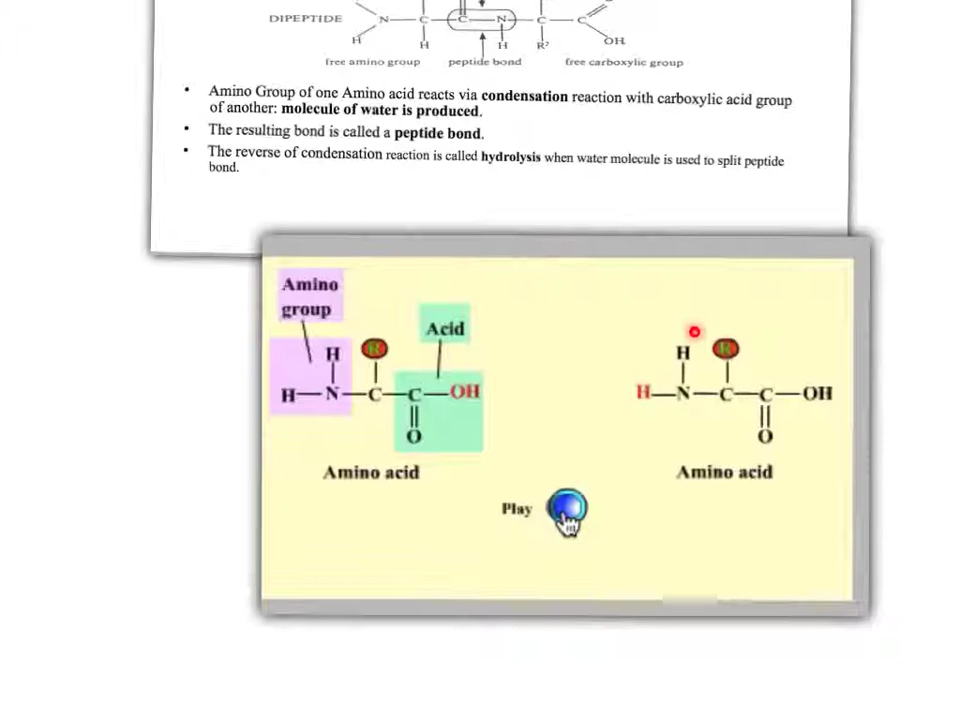 DIPEPTIDE
N C C N C C
H
H
H
R²
OH
free amino group peptide bond free carboxylic group
• Amino Group of one Amino acid reacts via condensation reaction with carboxylic acid group
of another: molecule of water is produced.
• The resulting bond is called a peptide bond.
• The reverse of condensation reaction is called hydrolysis when water molecule is used to split peptide
bond.
Amino
group
Acid
H R
H—N—C—C—OH
O
Amino acid
H R
H—N—C—C—OH
O
Amino acid
Play